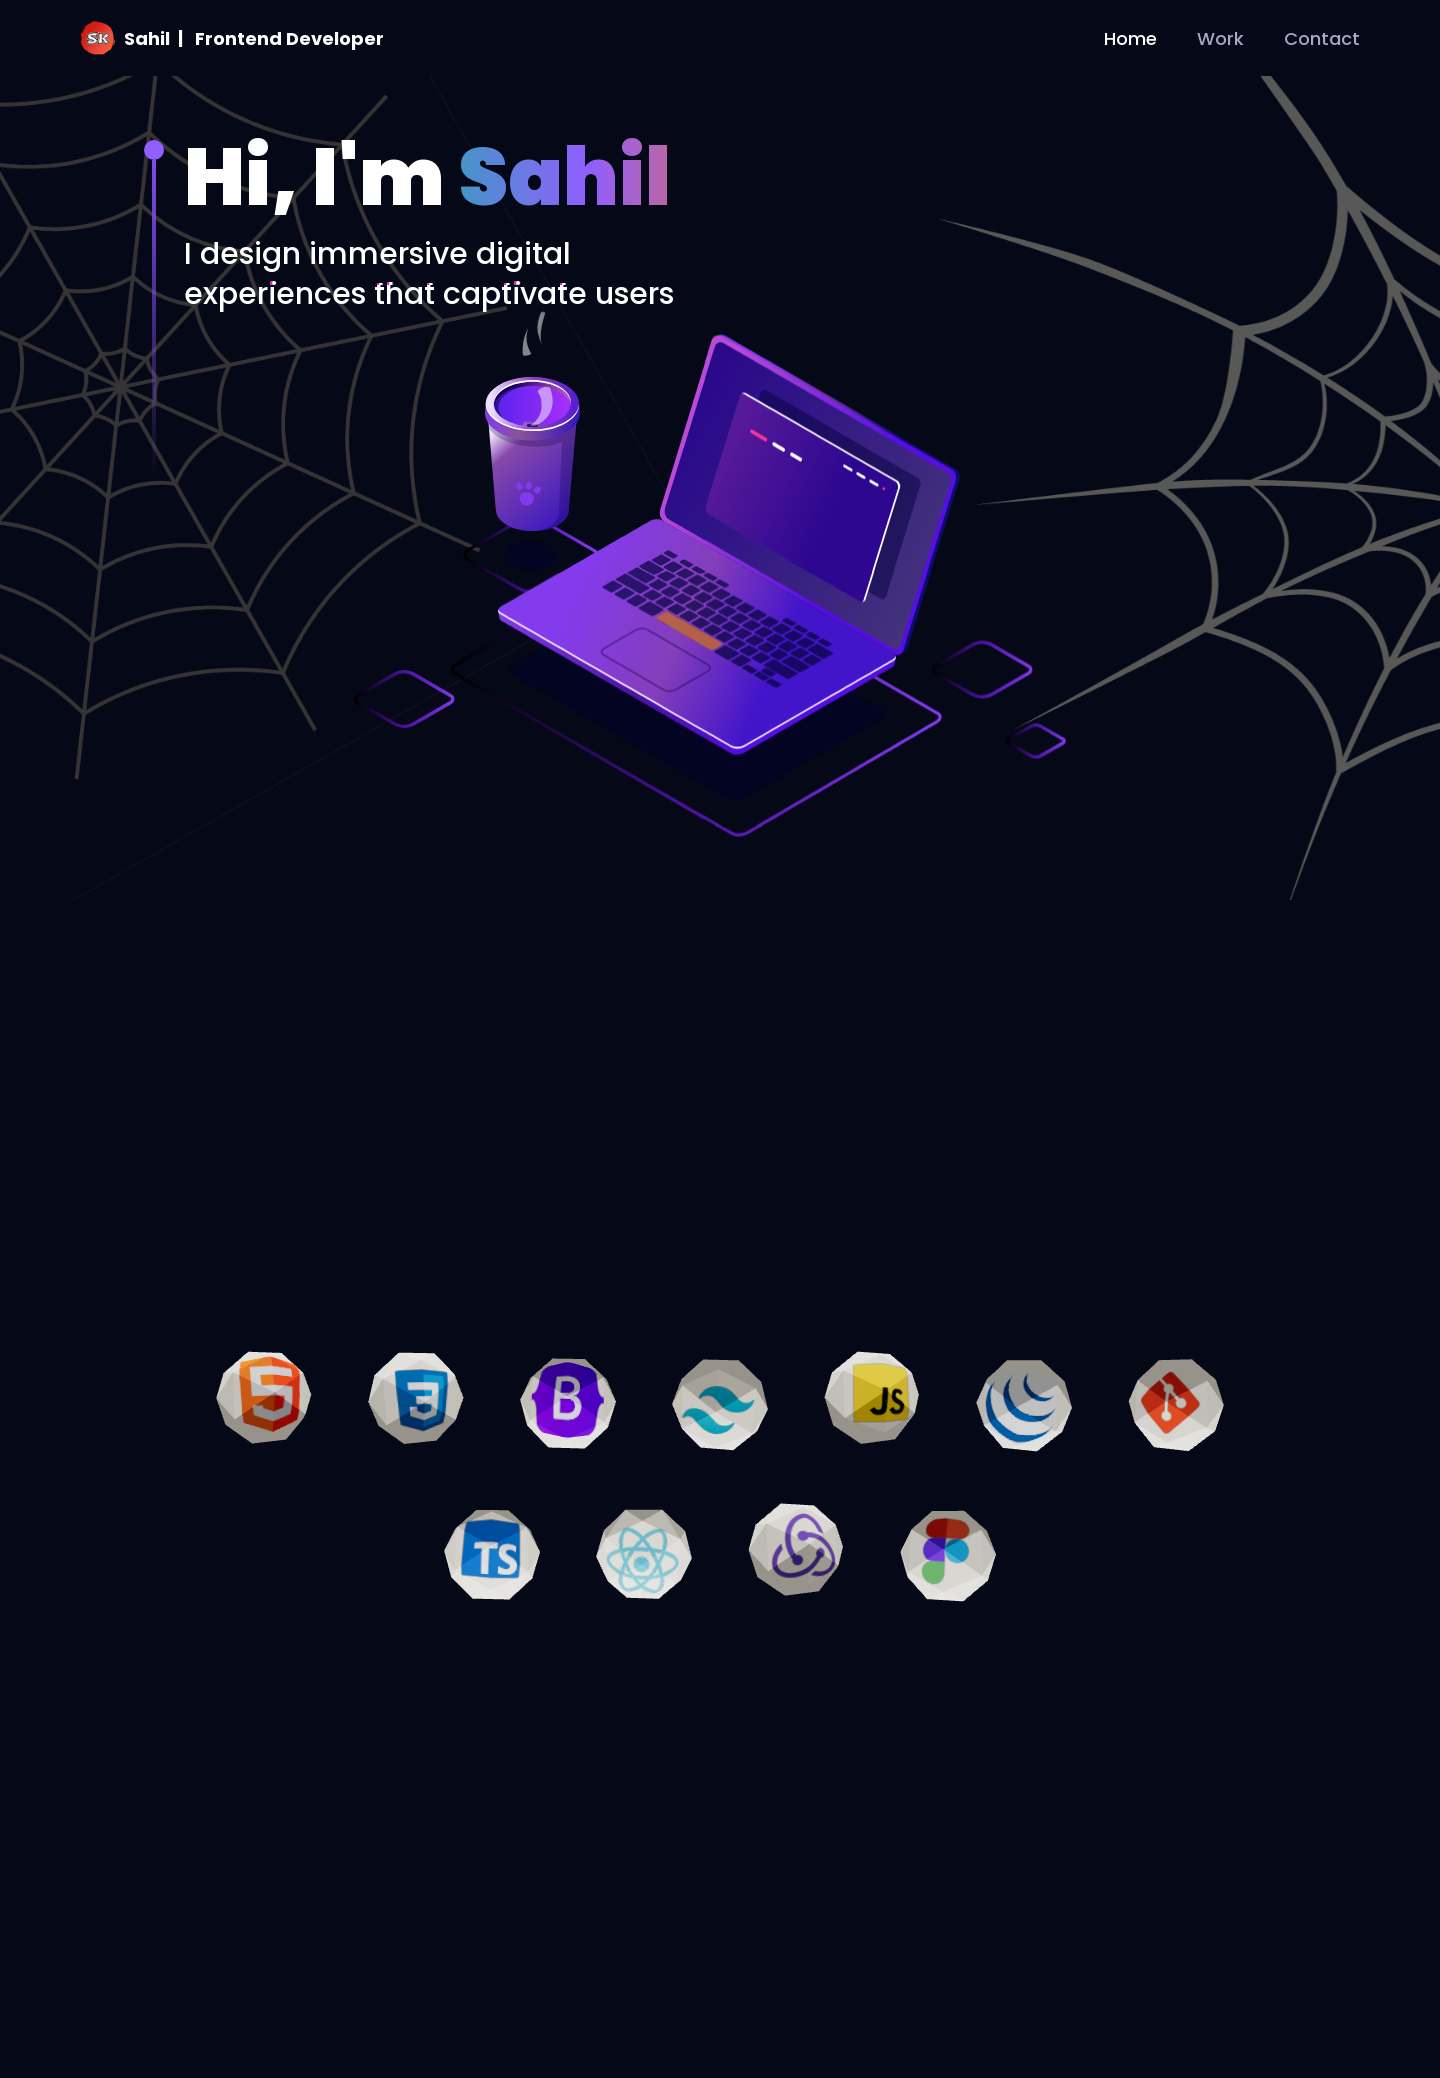 SK Sahil | Frontend Developer
Home Work Contact
Hi, I'm Sahil
I design immersive digital
experiences that captivate users
5 3 B JS
TS